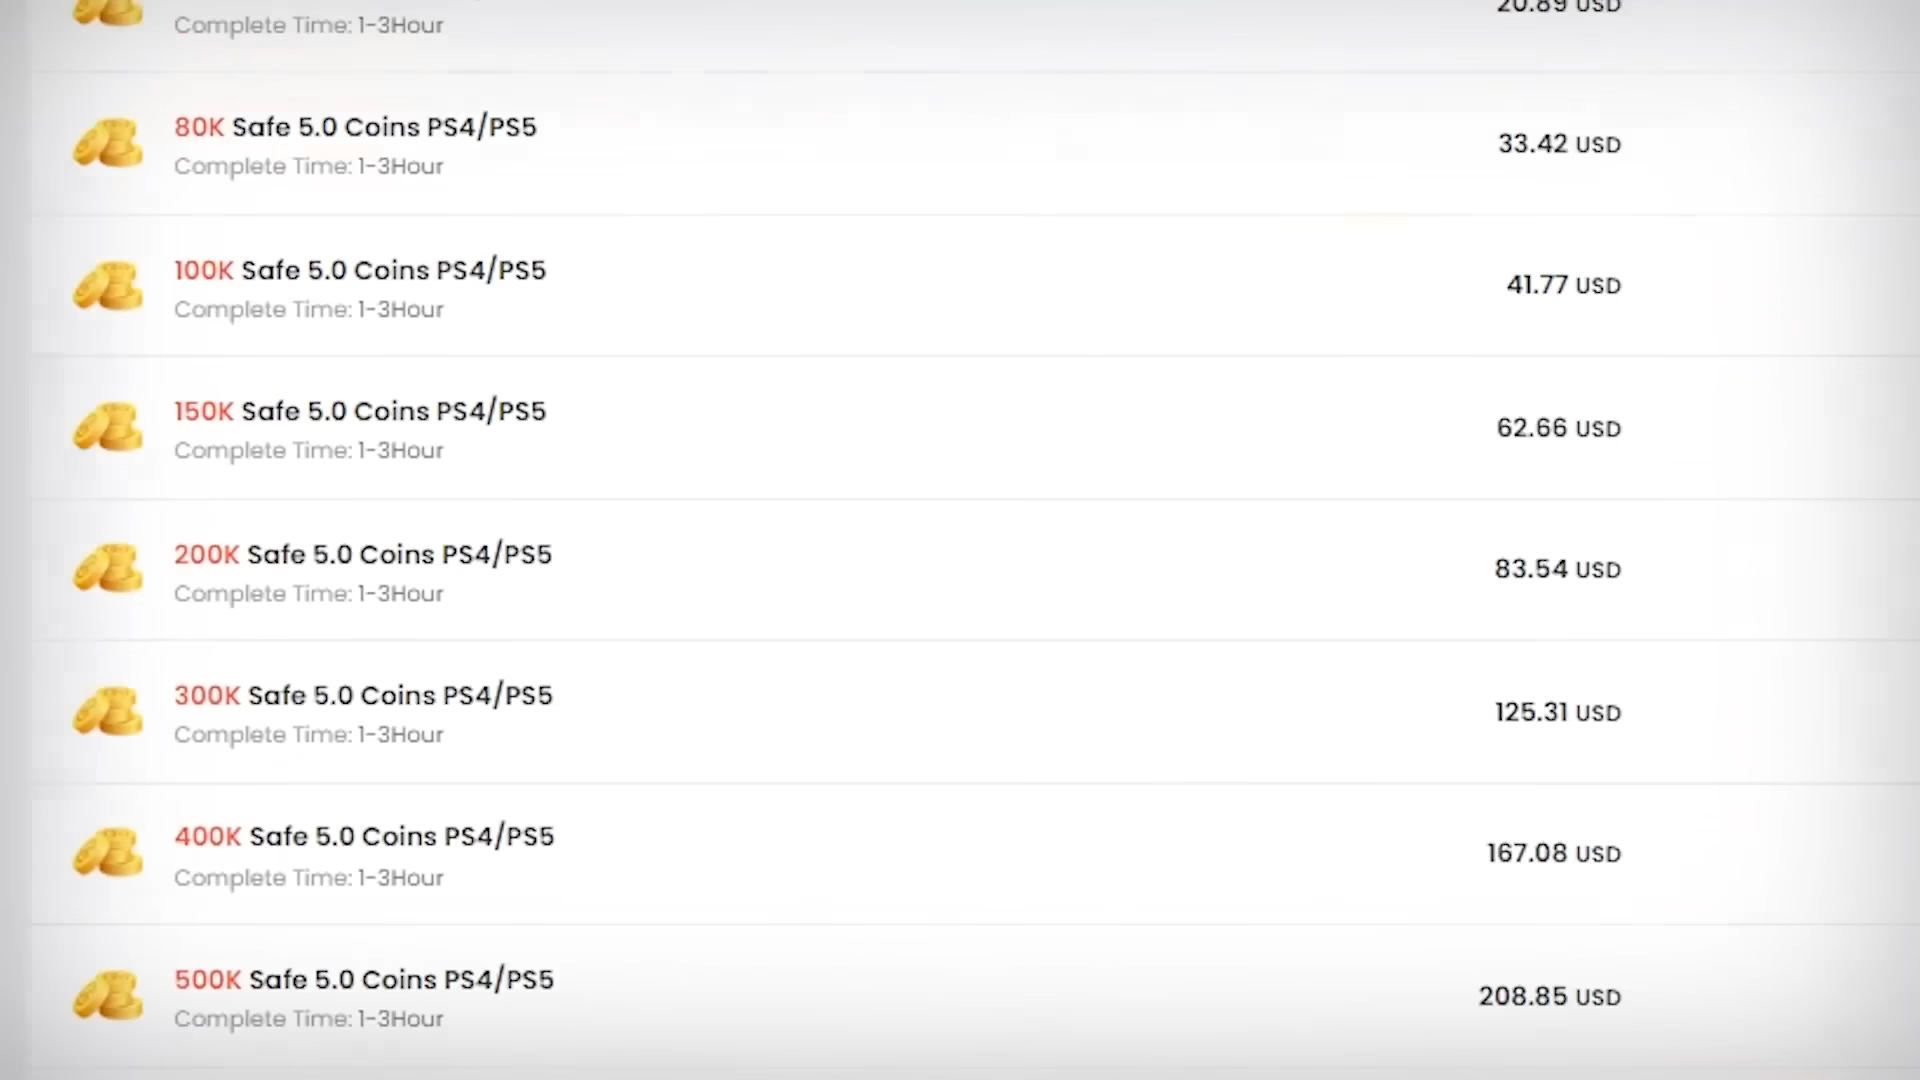 20.89 USD
Complete Time: 1-3Hour
80K Safe 5.0 Coins PS4/PS5
Complete Time: 1-3Hour
33.42 USD
100K Safe 5.0 Coins PS4/PS5
Complete Time: 1-3Hour
41.77 USD
150K Safe 5.0 Coins PS4/PS5
Complete Time: 1-3Hour
62.66 USD
200K Safe 5.0 Coins PS4/PS5
Complete Time: 1-3Hour
83.54 USD
300K Safe 5.0 Coins PS4/PS5
Complete Time: 1-3Hour
125.31 USD
400K Safe 5.0 Coins PS4/PS5
Complete Time: 1-3Hour
167.08 USD
500K Safe 5.0 Coins PS4/PS5
Complete Time: 1-3Hour
208.85 USD